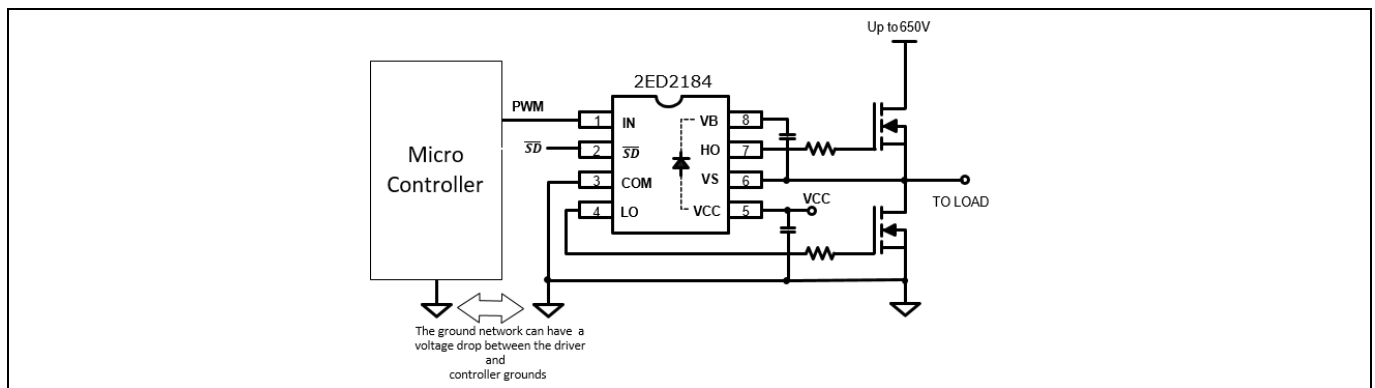 Up to 650V
2ED2184
PWM
Micro
Controller
1 IN
VB 8
SD
2 SD
HO 7
3 COM
VS 6
4 LO
VCC 5
VCC
TO LOAD
The ground network can have a
voltage drop between the driver
and
controller grounds